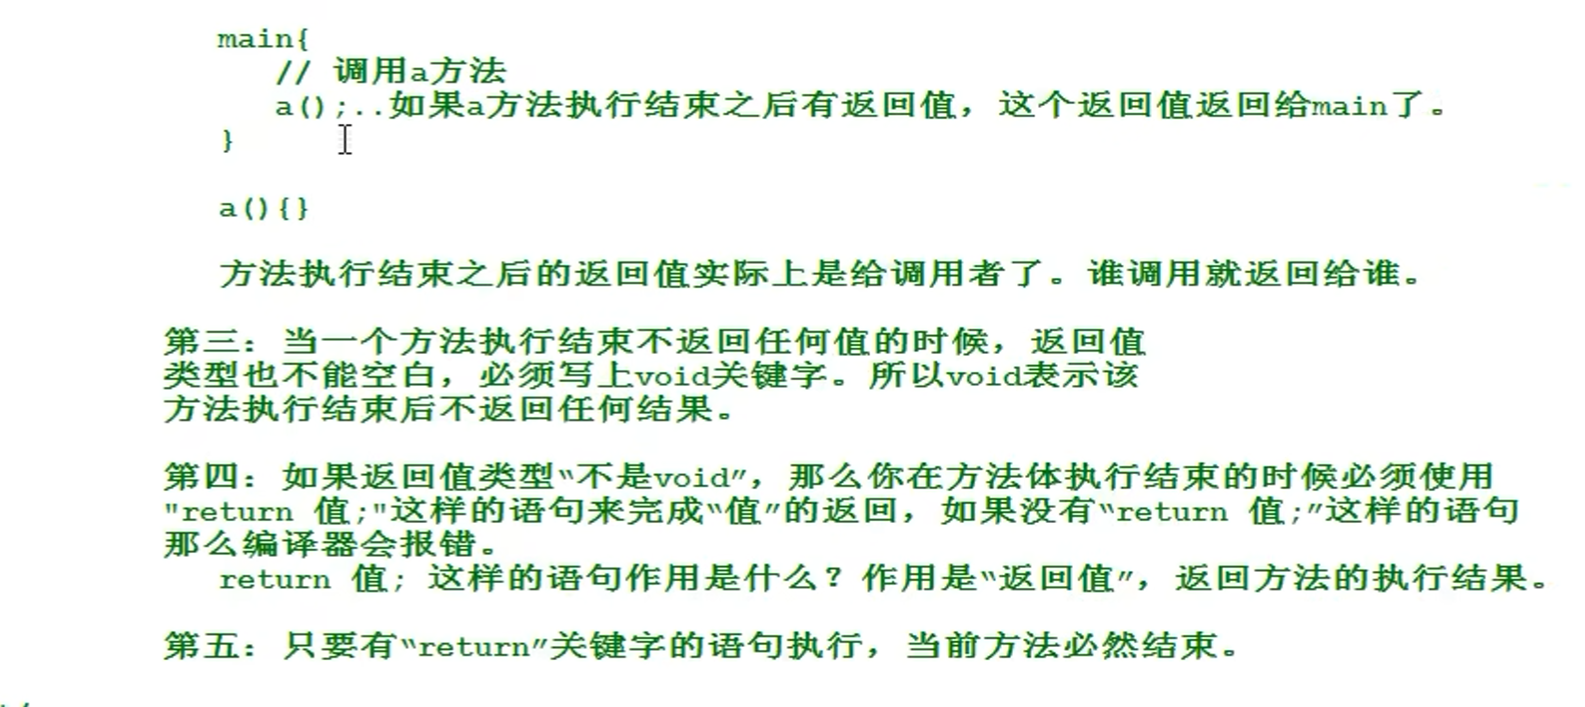 main{
// 调用a方法
a();..如果a方法执行结束之后有返回值，这个返回值返回给main了。
}
a(){}
方法执行结束之后的返回值实际上是给调用者了。谁调用就返回给谁。
第三：当一个方法执行结束不返回任何值的时候，返回值
类型也不能空白，必须写上void关键字。所以void表示该
方法执行结束后不返回任何结果。
第四：如果返回值类型“不是void”，那么你在方法体执行结束的时候必须使用
"return 值;"这样的语句来完成“值”的返回，如果没有“return 值;”这样的语句
那么编译器会报错。
return 值; 这样的语句作用是什么？作用是“返回值”，返回方法的执行结果。
第五：只要有“return”关键字的语句执行，当前方法必然结束。